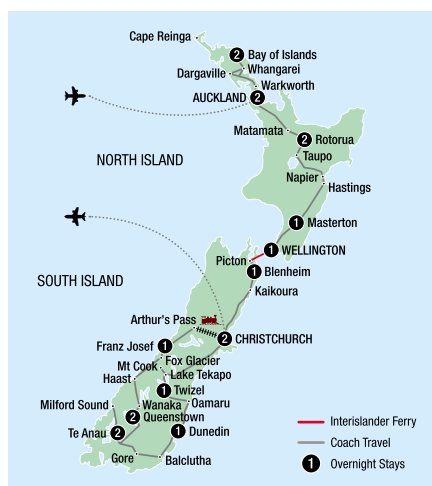 Cape Reinga
2 Bay of Islands
Whangarei
Dargaville
Warkworth
AUCKLAND 2
Matamata
2 Rotorua
Taupo
NORTH ISLAND
Napier
Hastings
1 Masterton
1 WELLINGTON
Picton
1 Blenheim
SOUTH ISLAND
Kaikoura
Arthur's Pass
2 CHRISTCHURCH
Franz Josef 1
Fox Glacier
Mt Cook
Lake Tekapo
Haast
1 Twizel
Milford Sound
Wanaka
Oamaru
2 Queenstown
Te Anau 2
1 Dunedin
Gore
Balclutha
Interislander Ferry
Coach Travel
1 Overnight Stays